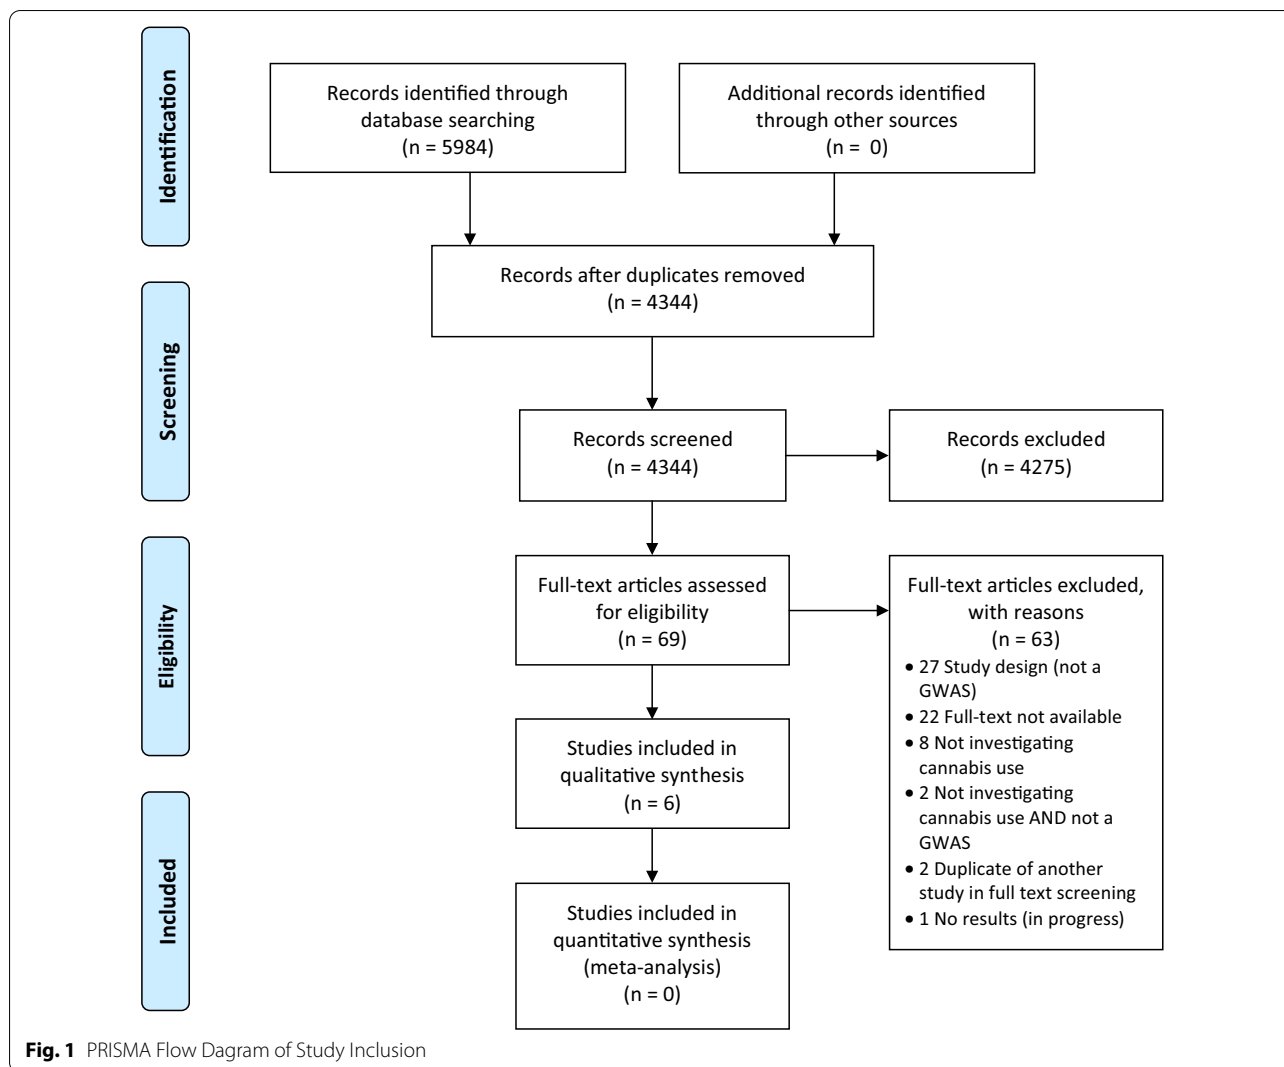 Identification
Records identified through
database searching
(n = 5984)
Additional records identified
through other sources
(n =  0)
Records after duplicates removed
(n = 4344)
Screening
Records screened
(n = 4344)
Records excluded
(n = 4275)
Eligibility
Full-text articles assessed
for eligibility
(n = 69)
Full-text articles excluded,
with reasons
(n = 63)
• 27 Study design (not a
GWAS)
• 22 Full-text not available
• 8 Not investigating
cannabis use
• 2 Not investigating
cannabis use AND not a
GWAS
• 2 Duplicate of another
study in full text screening
• 1 No results (in progress)
Studies included in
qualitative synthesis
(n = 6)
Included
Studies included in
quantitative synthesis
(meta-analysis)
(n = 0)
Fig. 1 PRISMA Flow Dagram of Study Inclusion